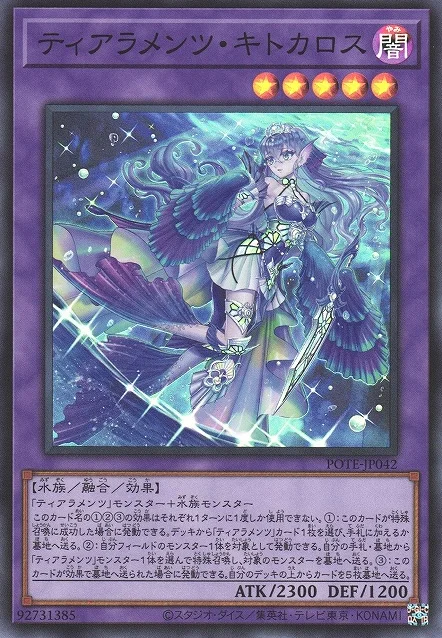 ティアラメンツ・キトカロス
闇
POTE-JP042
【水族/融合/効果】
「ティアラメンツ」モンスター+水族モンスター
このカード名の①②③の効果はそれぞれ1ターンに1度しか使用できない。①：このカードが特殊
召喚に成功した場合に発動できる。デッキから「ティアラメンツ」カード1枚を選び、手札に加えるか
墓地へ送る。②：自分フィールドのモンスター1体を対象として発動できる。自分の手札・墓地から
「ティアラメンツ」モンスター1体を選んで特殊召喚し、対象のモンスターを墓地へ送る。③：こ
のカードが効果で墓地へ送られた場合に発動できる。自分のデッキの上からカードを5枚墓地へ送る。
ATK/2300 DEF/1200
92731385
©スタジオ・ダイス/集英社・テレビ東京・KONAMI